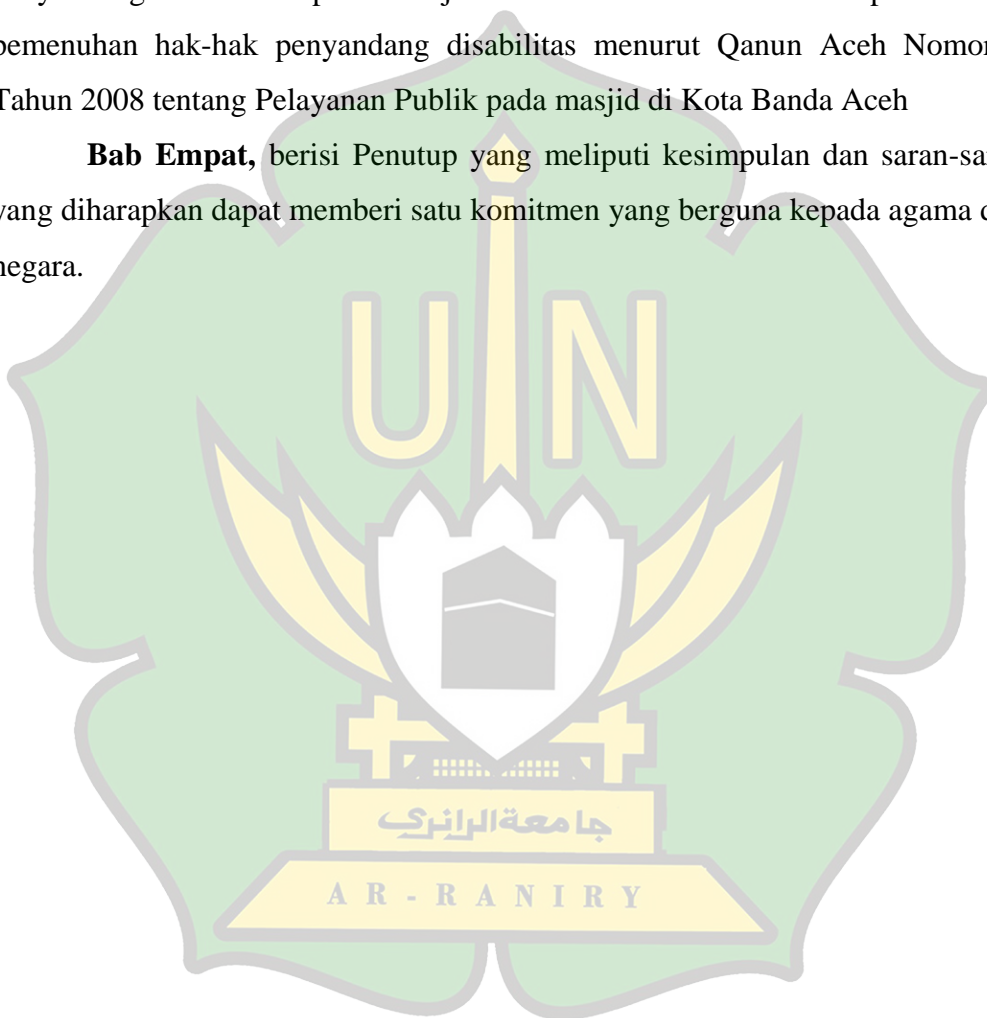 pemenuhan hak-hak penyandang disabilitas menurut Qanun Aceh Nomor
Tahun 2008 tentang Pelayanan Publik pada masjid di Kota Banda Aceh
Bab Empat, berisi Penutup yang meliputi kesimpulan dan saran-
yang diharapkan dapat memberi satu komitmen yang berguna kepada agama
negara.
UIN
جامعةالرانري
AR-RANIRY